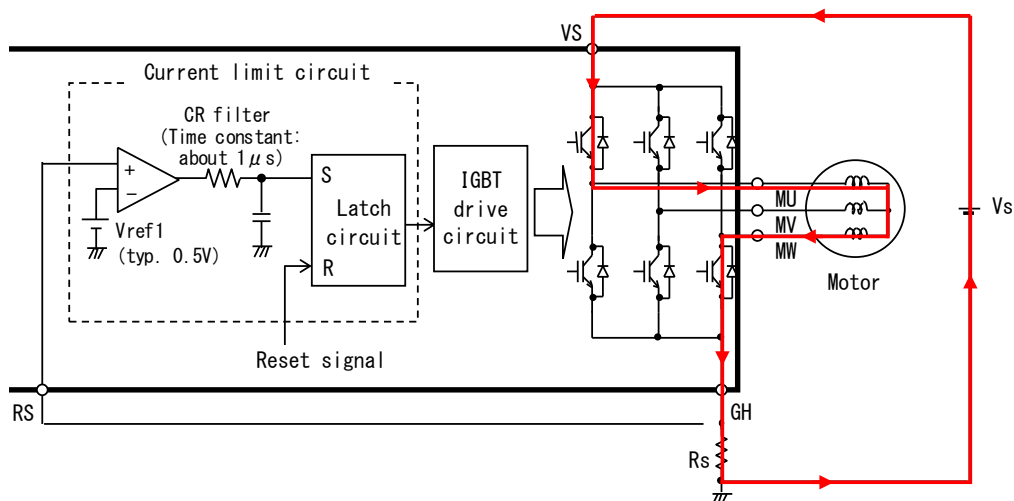 VS
Current limit circuit
CR filter
(Time constant:
about 1μs)
+
−
S
IGBT
drive
circuit
Latch
circuit
MU
MV
MW
Vs
Vref1
(typ. 0.5V)
R
Motor
Reset signal
RS
GH
Rs